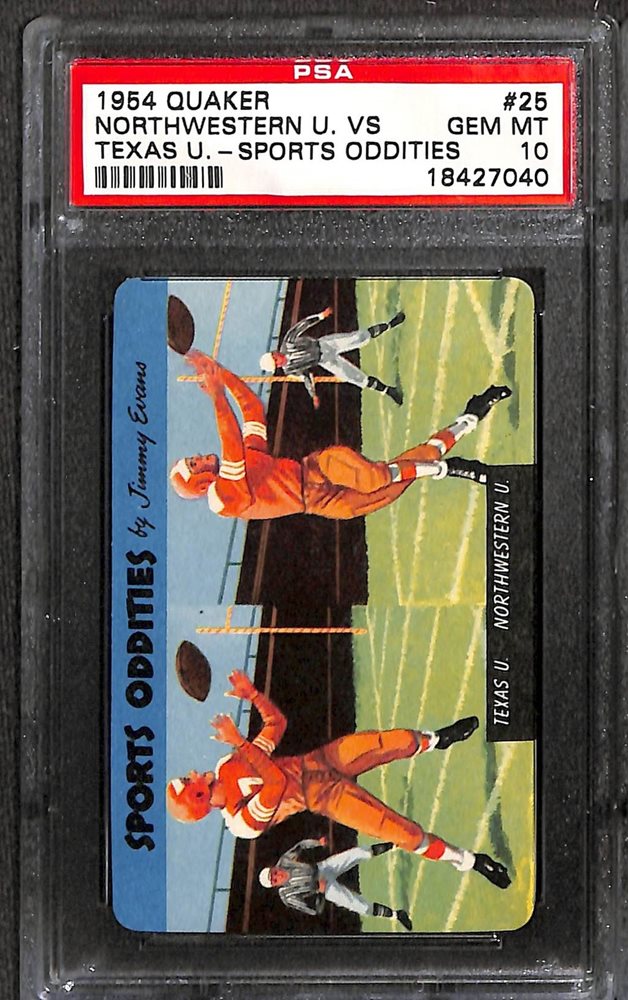 PSA
1954 QUAKER #25
NORTHWESTERN U. VS GEM MT
TEXAS U. - SPORTS ODDITIES 10
18427040
SPORTS ODDITIES by Jimmy Evans
TEXAS U. NORTHWESTERN U.